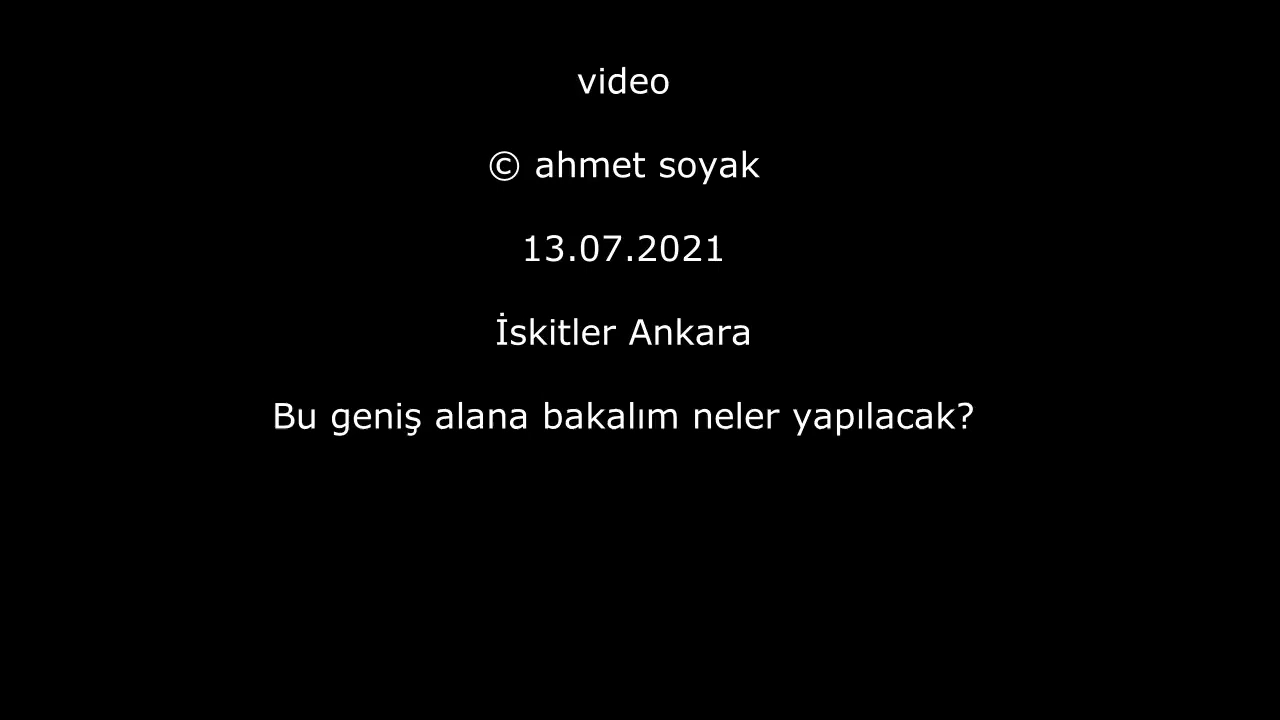 video
© ahmet soyak
13.07.2021
İskitler Ankara
Bu geniş alana bakalım neler yapılacak?